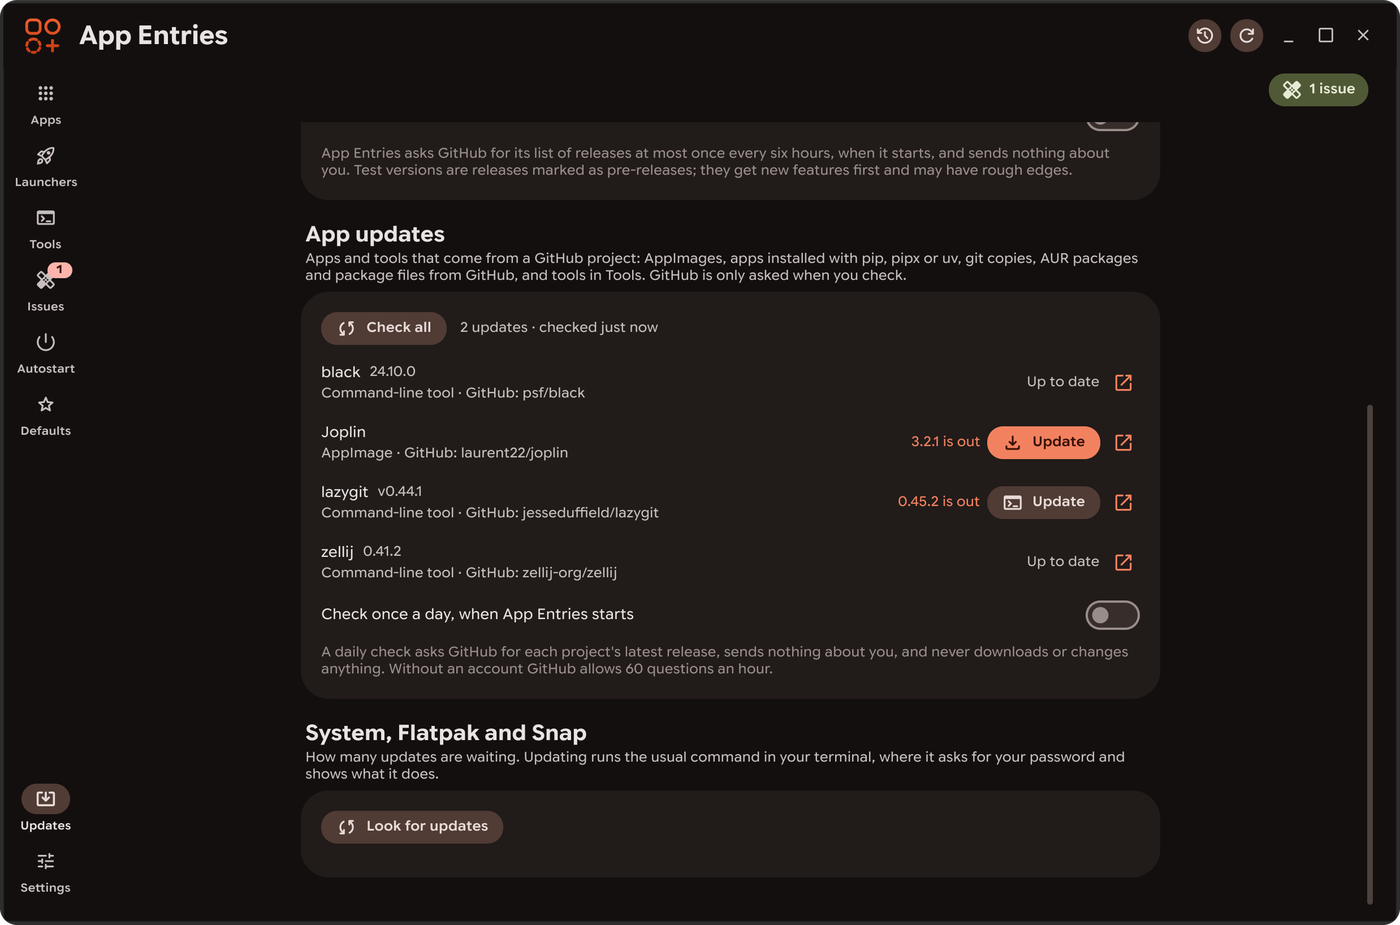 App Entries
1 issue
Apps
Launchers
Tools
1
Issues
Autostart
Defaults
Updates
Settings
App Entries asks GitHub for its list of releases at most once every six hours, when it starts, and sends nothing about
you. Test versions are releases marked as pre-releases; they get new features first and may have rough edges.
App updates
Apps and tools that come from a GitHub project: AppImages, apps installed with pip, pipx or uv, git copies, AUR packages
and package files from GitHub, and tools in Tools. GitHub is only asked when you check.
Check all 2 updates · checked just now
black 24.10.0
Command-line tool · GitHub: psf/black
Up to date
Joplin
AppImage · GitHub: laurent22/joplin
3.2.1 is out Update
lazygit v0.44.1
Command-line tool · GitHub: jesseduffield/lazygit
0.45.2 is out Update
zellij 0.41.2
Command-line tool · GitHub: zellij-org/zellij
Up to date
Check once a day, when App Entries starts
A daily check asks GitHub for each project's latest release, sends nothing about you, and never downloads or changes
anything. Without an account GitHub allows 60 questions an hour.
System, Flatpak and Snap
How many updates are waiting. Updating runs the usual command in your terminal, where it asks for your password and
shows what it does.
Look for updates